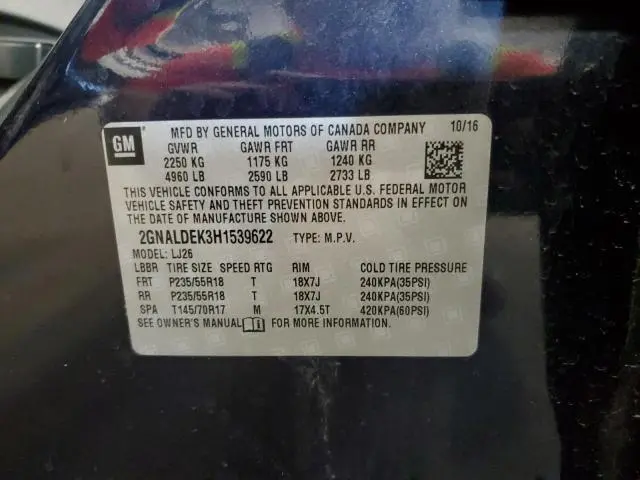 GM
MFD BY GENERAL MOTORS OF CANADA COMPANY 10/16
GVWR GAWR FRT GAWR RR
2250 KG 1175 KG 1240 KG
4960 LB 2590 LB 2733 LB
THIS VEHICLE CONFORMS TO ALL APPLICABLE U.S. FEDERAL MOTOR
VEHICLE SAFETY AND THEFT PREVENTION STANDARDS IN EFFECT ON
THE DATE OF MANUFACTURE SHOWN ABOVE.
2GNALDEK3H1539622 TYPE: M.P.V.
MODEL: LJ26
LBBR TIRE SIZE SPEED RTG RIM COLD TIRE PRESSURE
FRT P235/55R18 T 18X7J 240KPA(35PSI)
RR P235/55R18 T 18X7J 240KPA(35PSI)
SPA T145/70R17 M 17X4.5T 420KPA(60PSI)
SEE OWNER'S MANUAL FOR MORE INFORMATION.